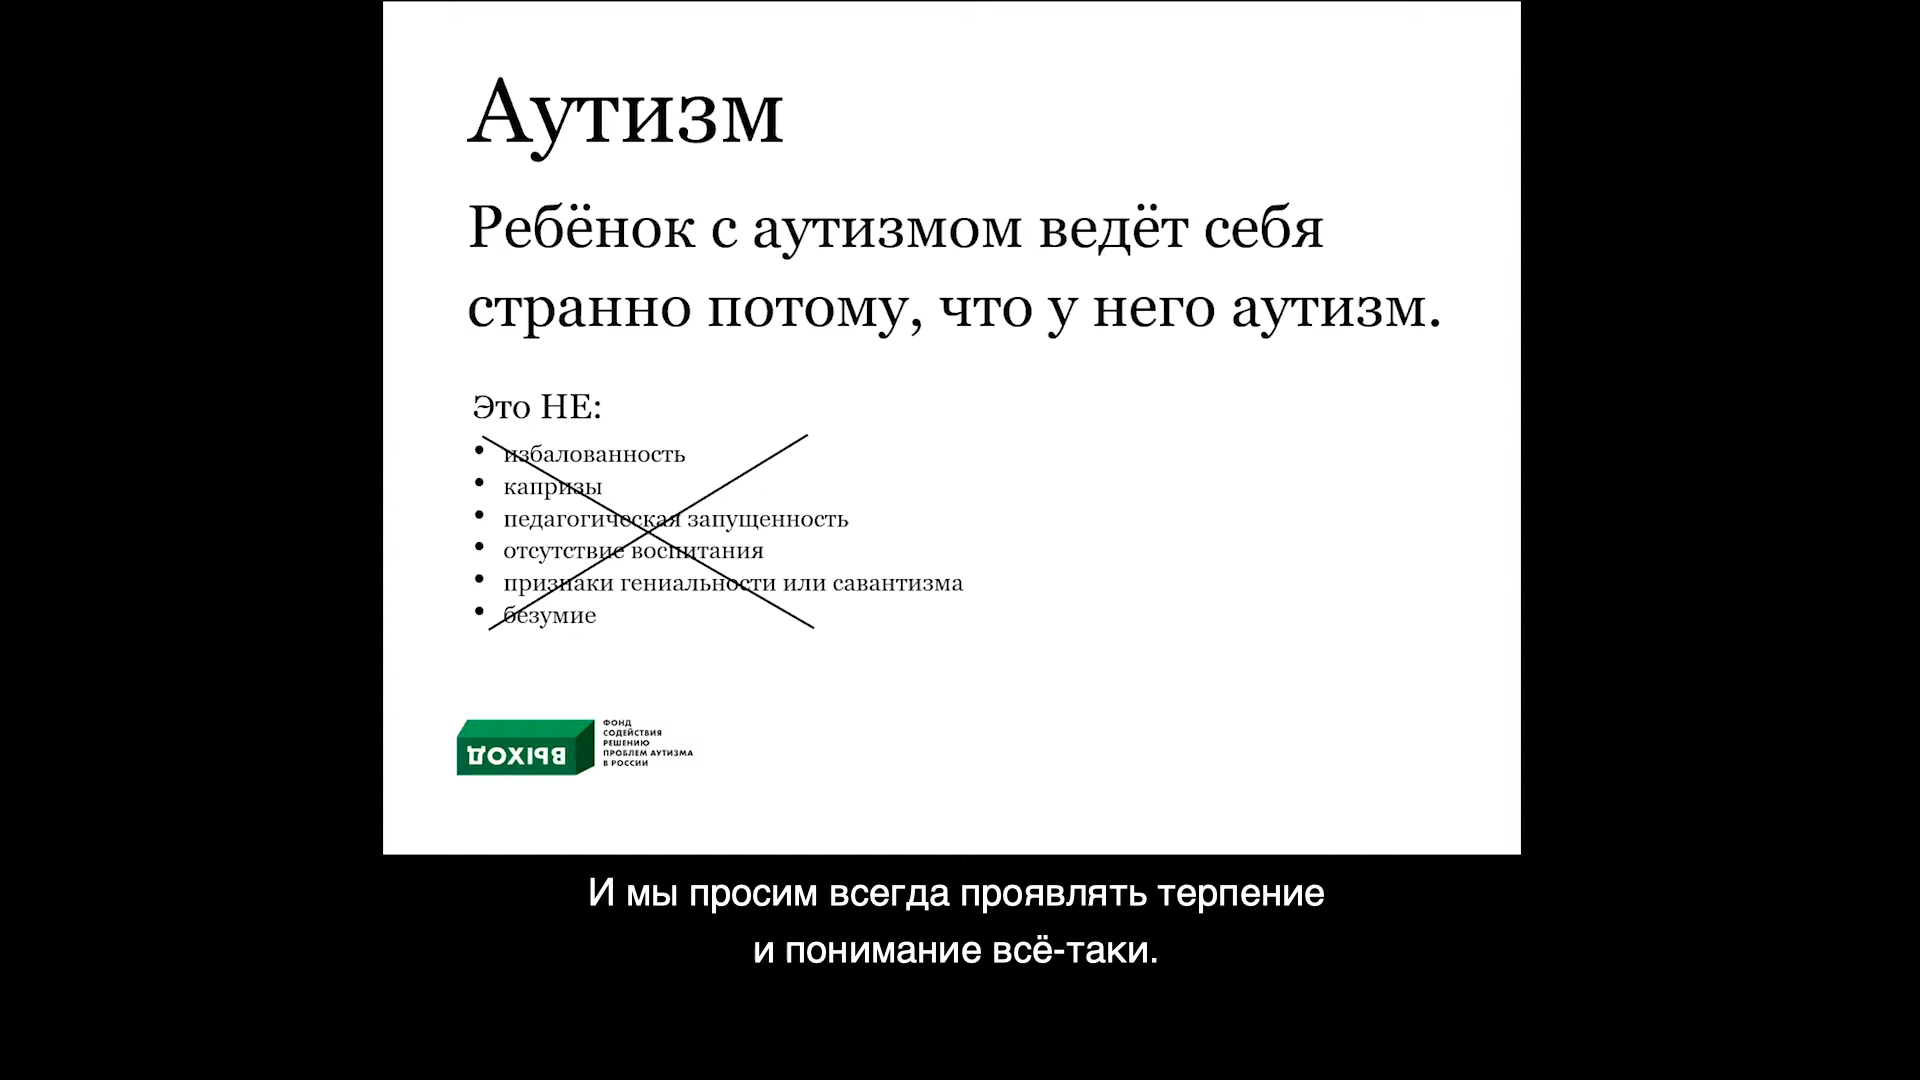 Аутизм
Ребёнок с аутизмом ведёт себя
странно потому, что у него аутизм.
Это НЕ:
• избалованность
• капризы
• педагогическая запущенность
• отсутствие воспитания
• признаки гениальности или савантизма
• безумие
ВЫХОД
ФОНД
СОДЕЙСТВИЯ
РЕШЕНИЮ
ПРОБЛЕМ АУТИЗМА
В РОССИИ
И мы просим всегда проявлять терпение
и понимание всё-таки.